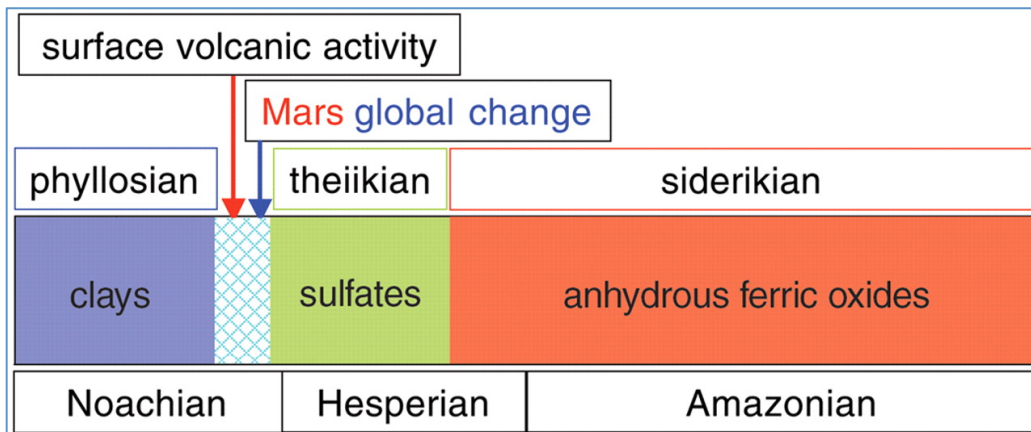 surface volcanic activity
Mars global change
phyllosian
theiikian
siderikian
clays
sulfates
anhydrous ferric oxides
Noachian
Hesperian
Amazonian